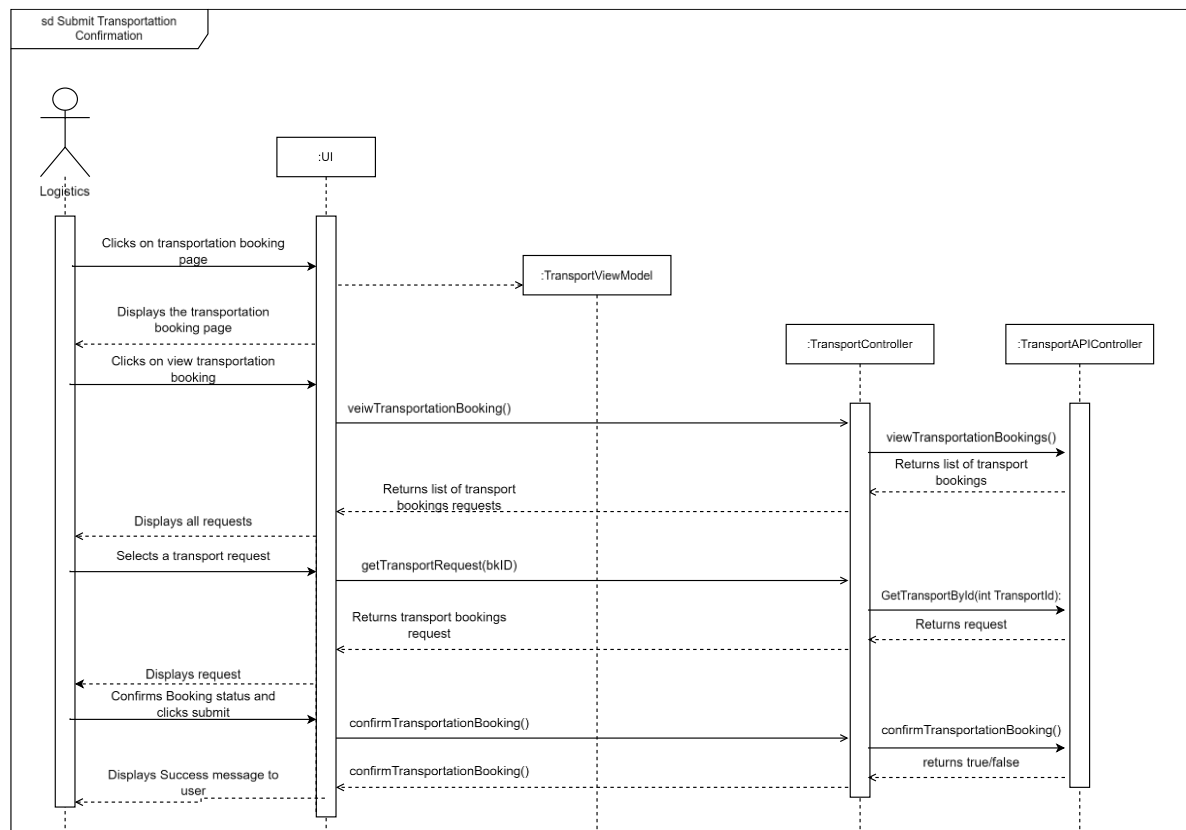 sd Submit Transportattion
Confirmation
Logistics
:UI
Clicks on transportation booking
page
:TransportViewModel
Displays the transportation
booking page
:TransportController
:TransportAPIController
Clicks on view transportation
booking
veiwTransportationBooking()
viewTransportationBookings()
Returns list of transport
bookings
Returns list of transport
bookings requests
Displays all requests
Selects a transport request
getTransportRequest(bkID)
GetTransportById(int TransportId):
Returns transport bookings
request
Returns request
Displays request
Confirms Booking status and
clicks submit
confirmTransportationBooking()
confirmTransportationBooking()
returns true/false
confirmTransportationBooking()
Displays Success message to
user